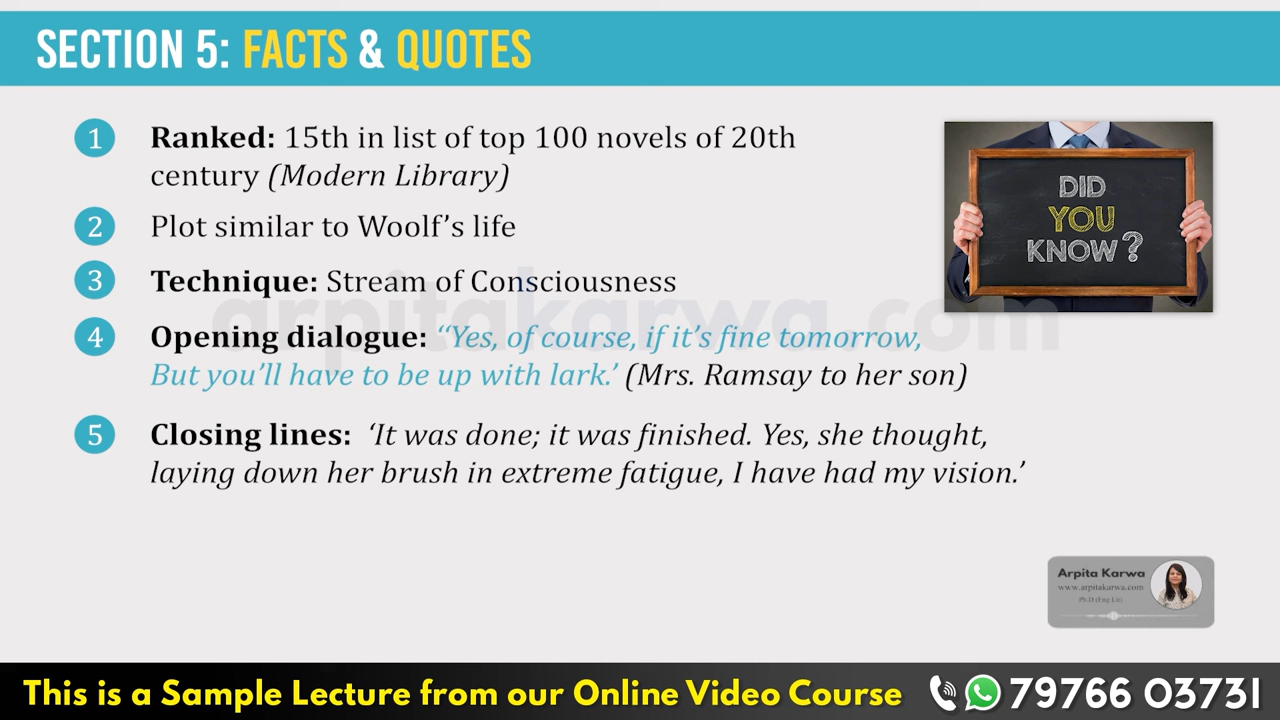 SECTION 5: FACTS & QUOTES
1 Ranked: 15th in list of top 100 novels of 20th
century (Modern Library)
DID
YOU
KNOW?
2 Plot similar to Woolf’s life
3 Technique: Stream of Consciousness
arpitakarwa.com
4 Opening dialogue: “Yes, of course, if it’s fine tomorrow,
But you’ll have to be up with lark.’ (Mrs. Ramsay to her son)
5 Closing lines: ‘It was done; it was finished. Yes, she thought,
laying down her brush in extreme fatigue, I have had my vision.’
Arpita Karwa
www.arpitakarwa.com
Ph.D (Eng Lit)
This is a Sample Lecture from our Online Video Course 79766 03731